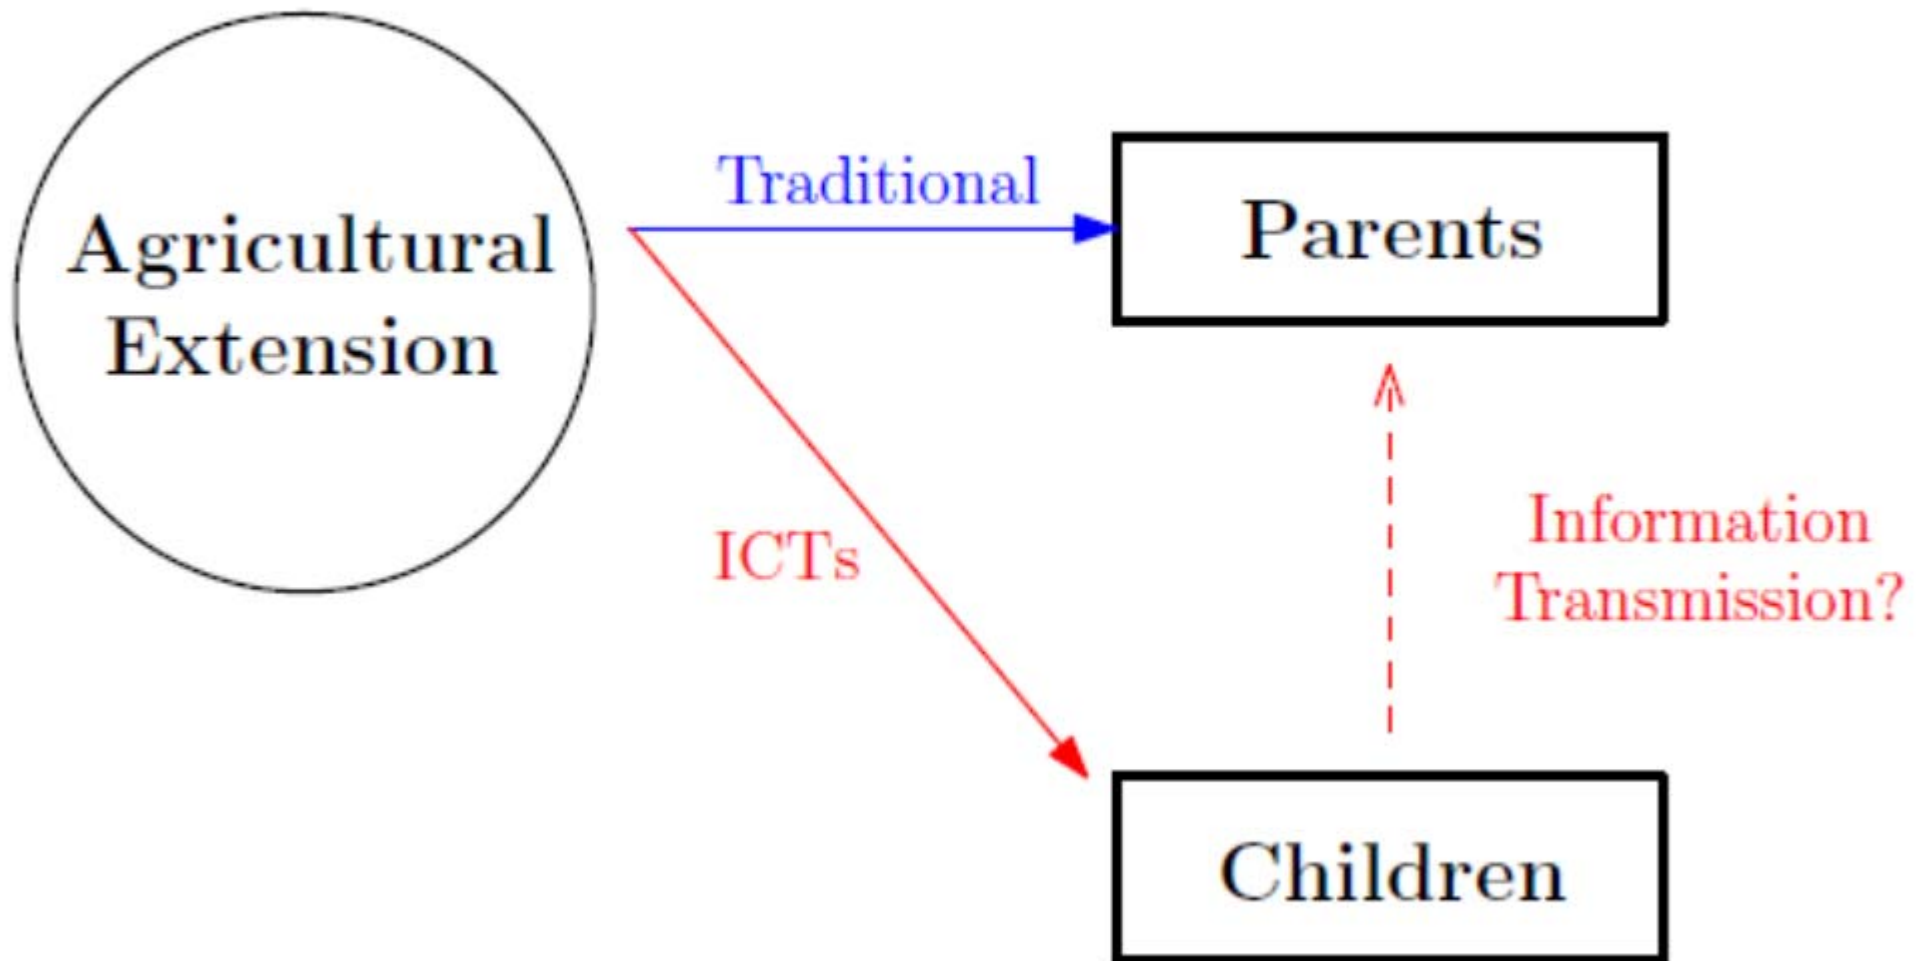 Agricultural
Extension
Traditional
Parents
ICTs
Information
Transmission?
Children